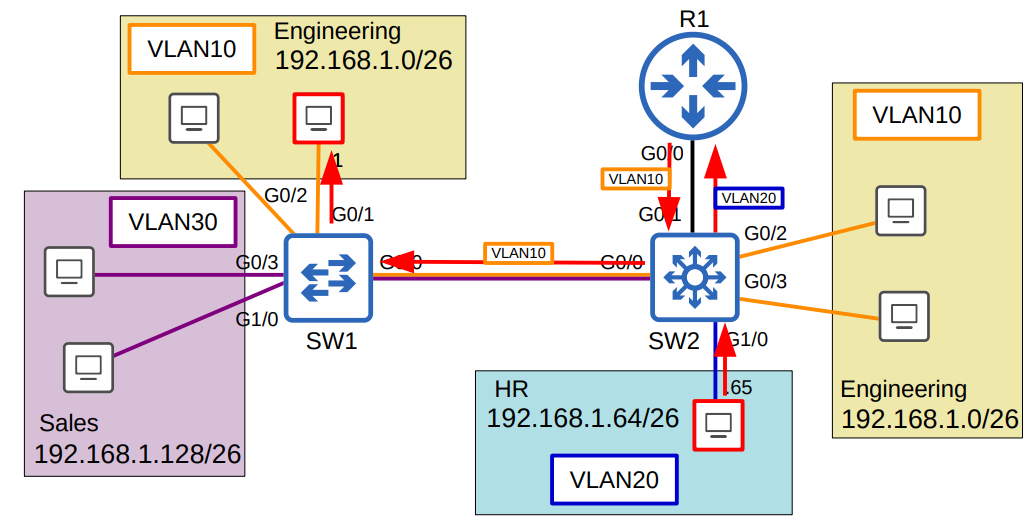 R1
VLAN10
Engineering
192.168.1.0/26
VLAN10
G0/0
VLAN10
VLAN20
1
G0/2
G0/1
G0/1
G0/2
VLAN30
G0/3
VLAN10
G0/0
G0/0
G0/3
G1/0
SW1
SW2
G1/0
Sales
192.168.1.128/26
HR
192.168.1.64/26
.65
VLAN20
Engineering
192.168.1.0/26